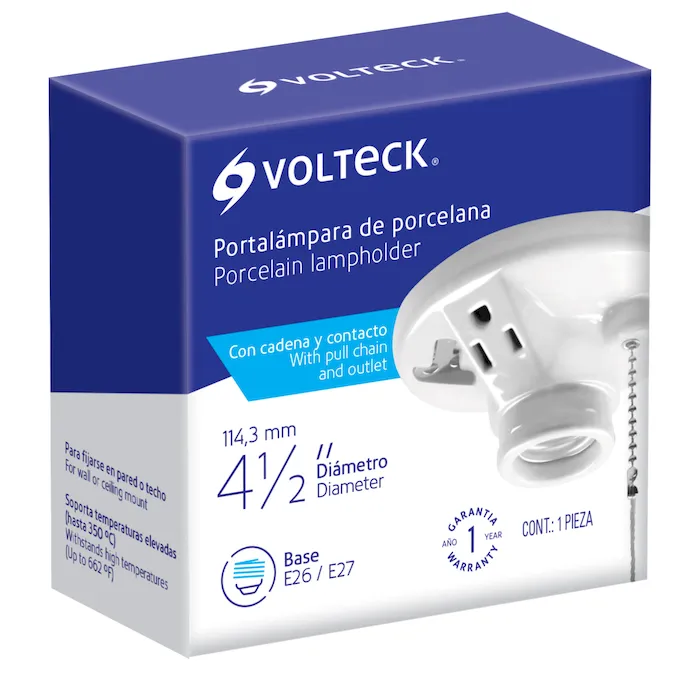 VOLTECK
VOLTECK®
Portalámpara de porcelana
Porcelain lampholder
Con cadena y contacto
With pull chain
and outlet
114,3 mm
4 1/2 ″
Diámetro
Diameter
Base
E26 / E27
GARANTIA
AÑO 1 YEAR
WARRANTY
CONT.: 1 PIEZA
Para fijarse en pared o techo
For wall or ceiling mount
Soporta temperaturas elevadas
(hasta 350 ºC)
Withstands high temperatures
(Up to 662 ºF)